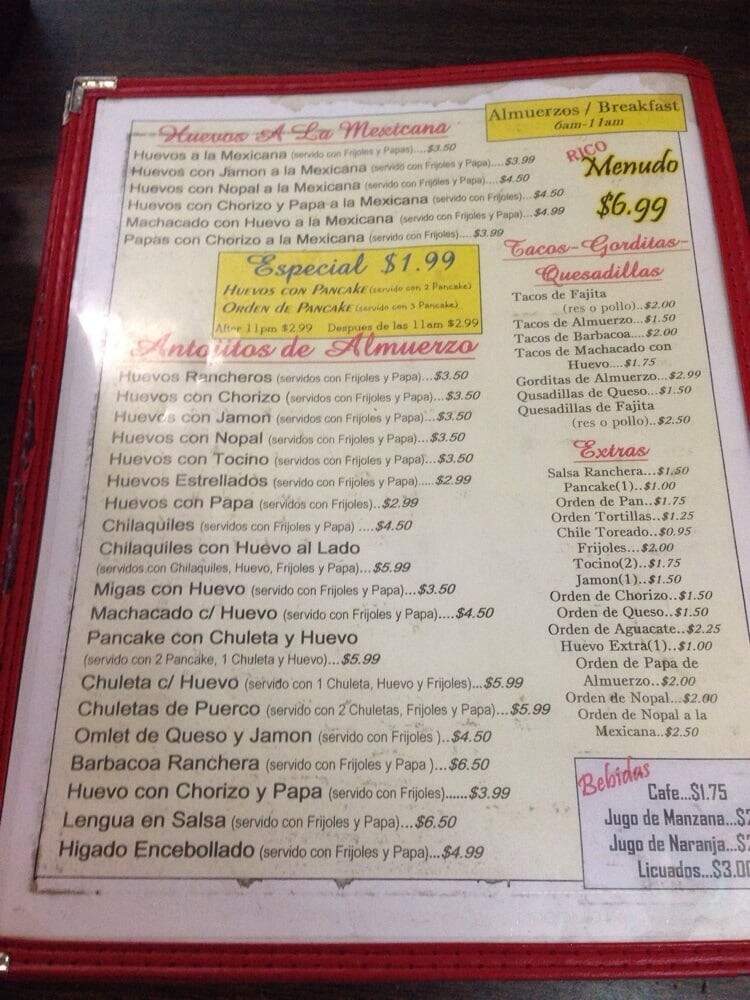 Huevos A La Mexicana
Huevos a la Mexicana (servido con Frijoles y Papas)....$3.50
Huevos con Jamon a la Mexicana (servido con Frijoles y Papa)....$3.99
Huevos con Nopal a la Mexicana (servido con Frijoles y Papa)....$4.50
Huevos con Chorizo y Papa a la Mexicana (servido con Frijoles)...$4.50
Machacado con Huevo a la Mexicana (servido con Frijoles y Papa)...$4.99
Papas con Chorizo a la Mexicana (servido con Frijoles)....$3.99
Especial $1.99
Huevos con Pancake (servido con 2 Pancake)
Orden de Pancake (servido con 3 Pancake)
After 11pm $2.99 Despues de las 11am $2.99
Antojitos de Almuerzo
Huevos Rancheros (servidos con Frijoles y Papa)...$3.50
Huevos con Chorizo (servidos con Frijoles y Papa)...$3.50
Huevos con Jamon (servidos con Frijoles y Papa)...$3.50
Huevos con Nopal (servidos con Frijoles y Papa)...$3.50
Huevos con Tocino (servidos con Frijoles y Papa)...$3.50
Huevos Estrellados (servido con Frijoles y Papa).....$2.99
Huevos con Papa (servidos con Frijoles)..$2.99
Chilaquiles (servidos con Frijoles y Papa) ....$4.50
Chilaquiles con Huevo al Lado
(servidos con Chilaquiles, Huevo, Frijoles y Papa)...$5.99
Migas con Huevo (servido con Frijoles y Papa)...$3.50
Machacado c/ Huevo (servido con Frijoles y Papa)....$4.50
Pancake con Chuleta y Huevo
(servido con 2 Pancake, 1 Chuleta y Huevo)...$5.99
Chuleta c/ Huevo (servido con 1 Chuleta, Huevo y Frijoles)...$5.99
Chuletas de Puerco (servido con 2 Chuletas, Frijoles y Papa)...$5.99
Omlet de Queso y Jamon (servido con Frijoles )..$4.50
Barbacoa Ranchera (servido con Frijoles y Papa )...$6.50
Huevo con Chorizo y Papa (servido con Frijoles)......$3.99
Lengua en Salsa (servido con Frijoles y Papa)...$6.50
Higado Encebollado (servido con Frijoles y Papa)...$4.99
Almuerzos / Breakfast
6am-11am
RICO
Menudo
$6.99
Tacos-Gorditas-
Quesadillas
Tacos de Fajita
(res o pollo)..$2.00
Tacos de Almuerzo...$1.50
Tacos de Barbacoa....$2.00
Tacos de Machacado con
Huevo....$1.75
Gorditas de Almuerzo...$2.99
Qusadillas de Queso...$1.50
Quesadillas de Fajita
(res o pollo)..$2.50
Extras
Salsa Ranchera...$1.50
Pancake(1)..$1.00
Orden de Pan..$1.75
Orden Tortillas..$1.25
Chile Toreado..$0.95
Frijoles...$2.00
Tocino(2)..$1.75
Jamon(1)..$1.50
Orden de Chorizo..$1.50
Orden de Queso..$1.50
Orden de Aguacate..$2.25
Huevo Extra(1)..$1.00
Orden de Papa de
Almuerzo..$2.00
Orden de Nopal...$2.00
Orden de Nopal a la
Mexicana..$2.50
Bebidas
Cafe...$1.75
Jugo de Manzana...$
Jugo de Naranja...$
Licuados...$3.00